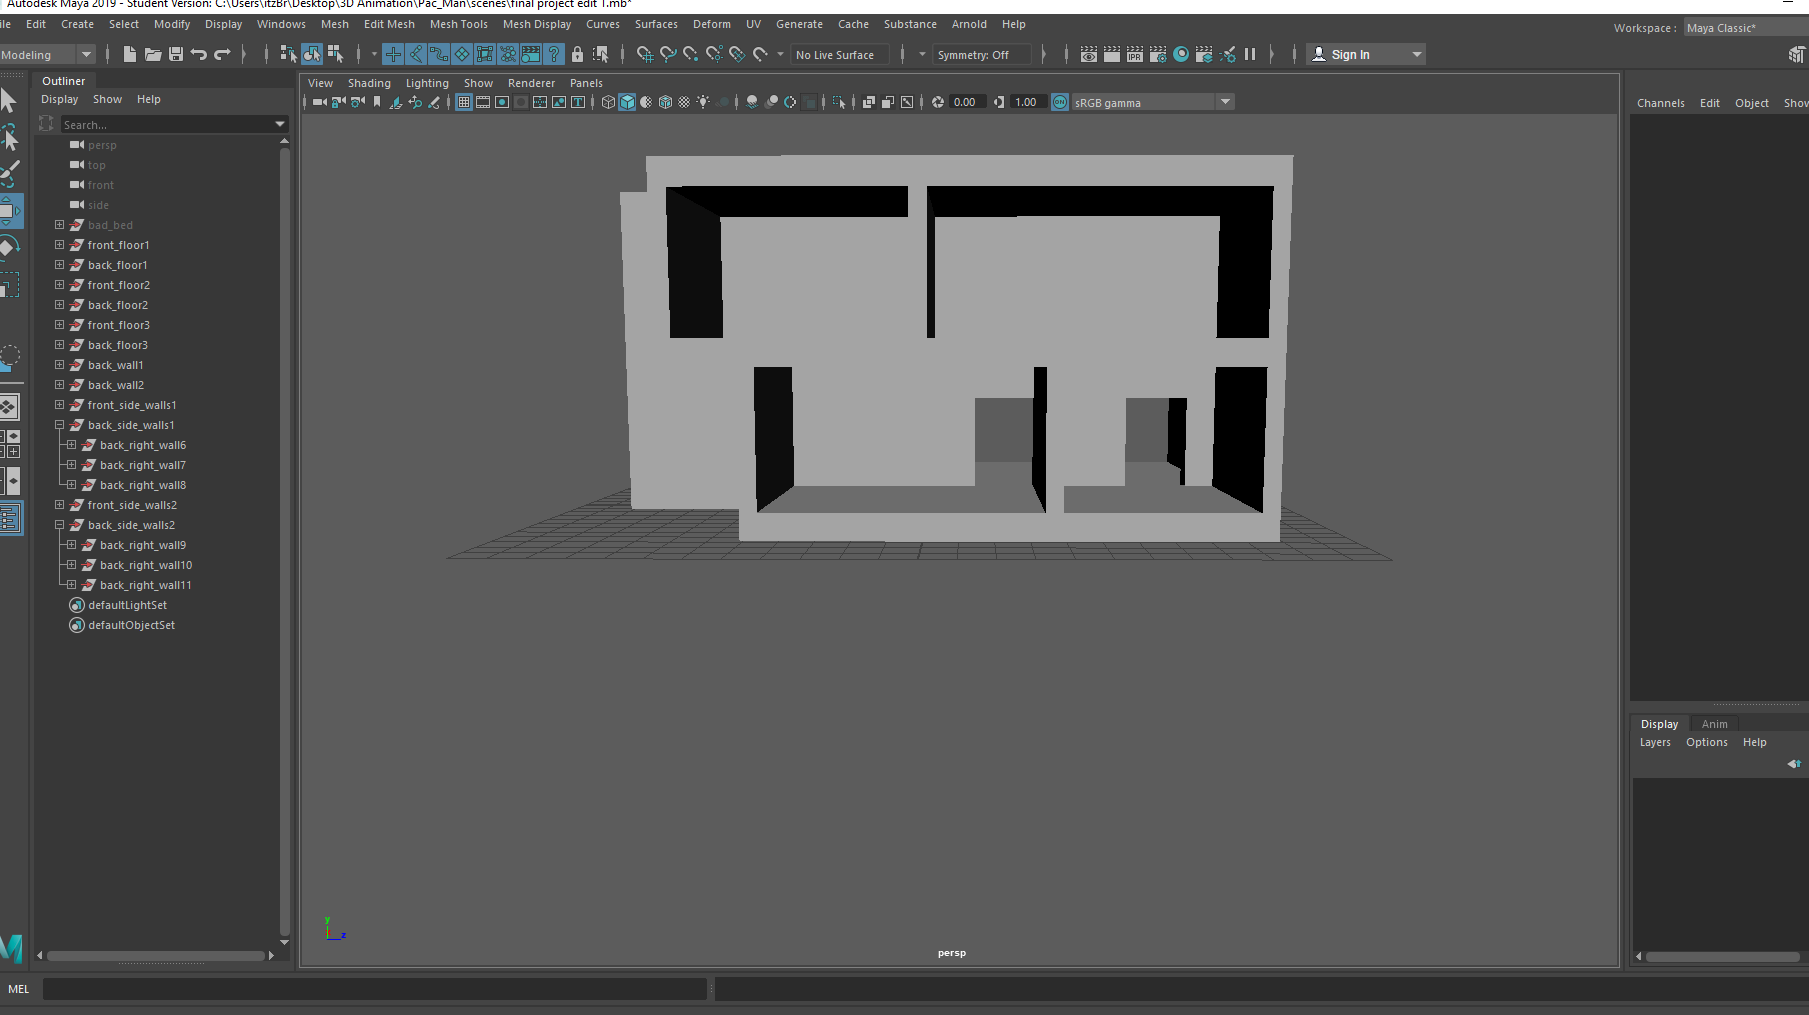 Autodesk Maya 2019 - Student Version: C:\Users\itzBr\Desktop\3D Animation\Pac_Man\scenes\final project edit 1.mb*
ile Edit Create Select Modify Display Windows Mesh Edit Mesh Mesh Tools Mesh Display Curves Surfaces Deform UV Generate Cache Substance Arnold Help
Workspace : Maya Classic*
Modeling
No Live Surface
Symmetry: Off
IPR
Sign In
Outliner
Display Show Help
Search...
persp
top
front
side
bad_bed
front_floor1
back_floor1
front_floor2
back_floor2
front_floor3
back_floor3
back_wall1
back_wall2
front_side_walls1
back_side_walls1
back_right_wall6
back_right_wall7
back_right_wall8
front_side_walls2
back_side_walls2
back_right_wall9
back_right_wall10
back_right_wall11
defaultLightSet
defaultObjectSet
View Shading Lighting Show Renderer Panels
0.00 1.00 ON sRGB gamma
y
z
persp
Channels Edit Object Show
Display Anim
Layers Options Help
MEL